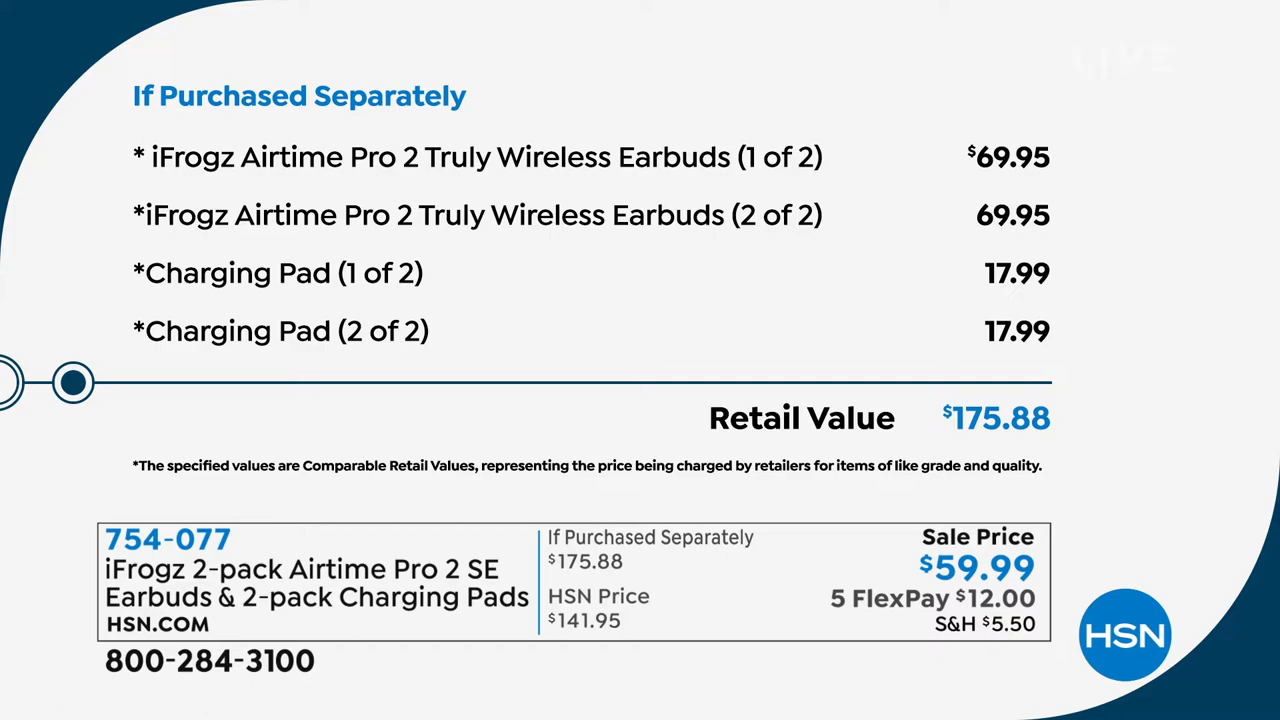 LIVE
If Purchased Separately
* iFrogz Airtime Pro 2 Truly Wireless Earbuds (1 of 2) $69.95
*iFrogz Airtime Pro 2 Truly Wireless Earbuds (2 of 2) 69.95
*Charging Pad (1 of 2) 17.99
*Charging Pad (2 of 2) 17.99
Retail Value $175.88
*The specified values are Comparable Retail Values, representing the price being charged by retailers for items of like grade and quality.
754-077
iFrogz 2-pack Airtime Pro 2 SE
Earbuds & 2-pack Charging Pads
HSN.COM
If Purchased Separately
$175.88
HSN Price
$141.95
Sale Price
$59.99
5 FlexPay $12.00
S&H $5.50
HSN
800-284-3100